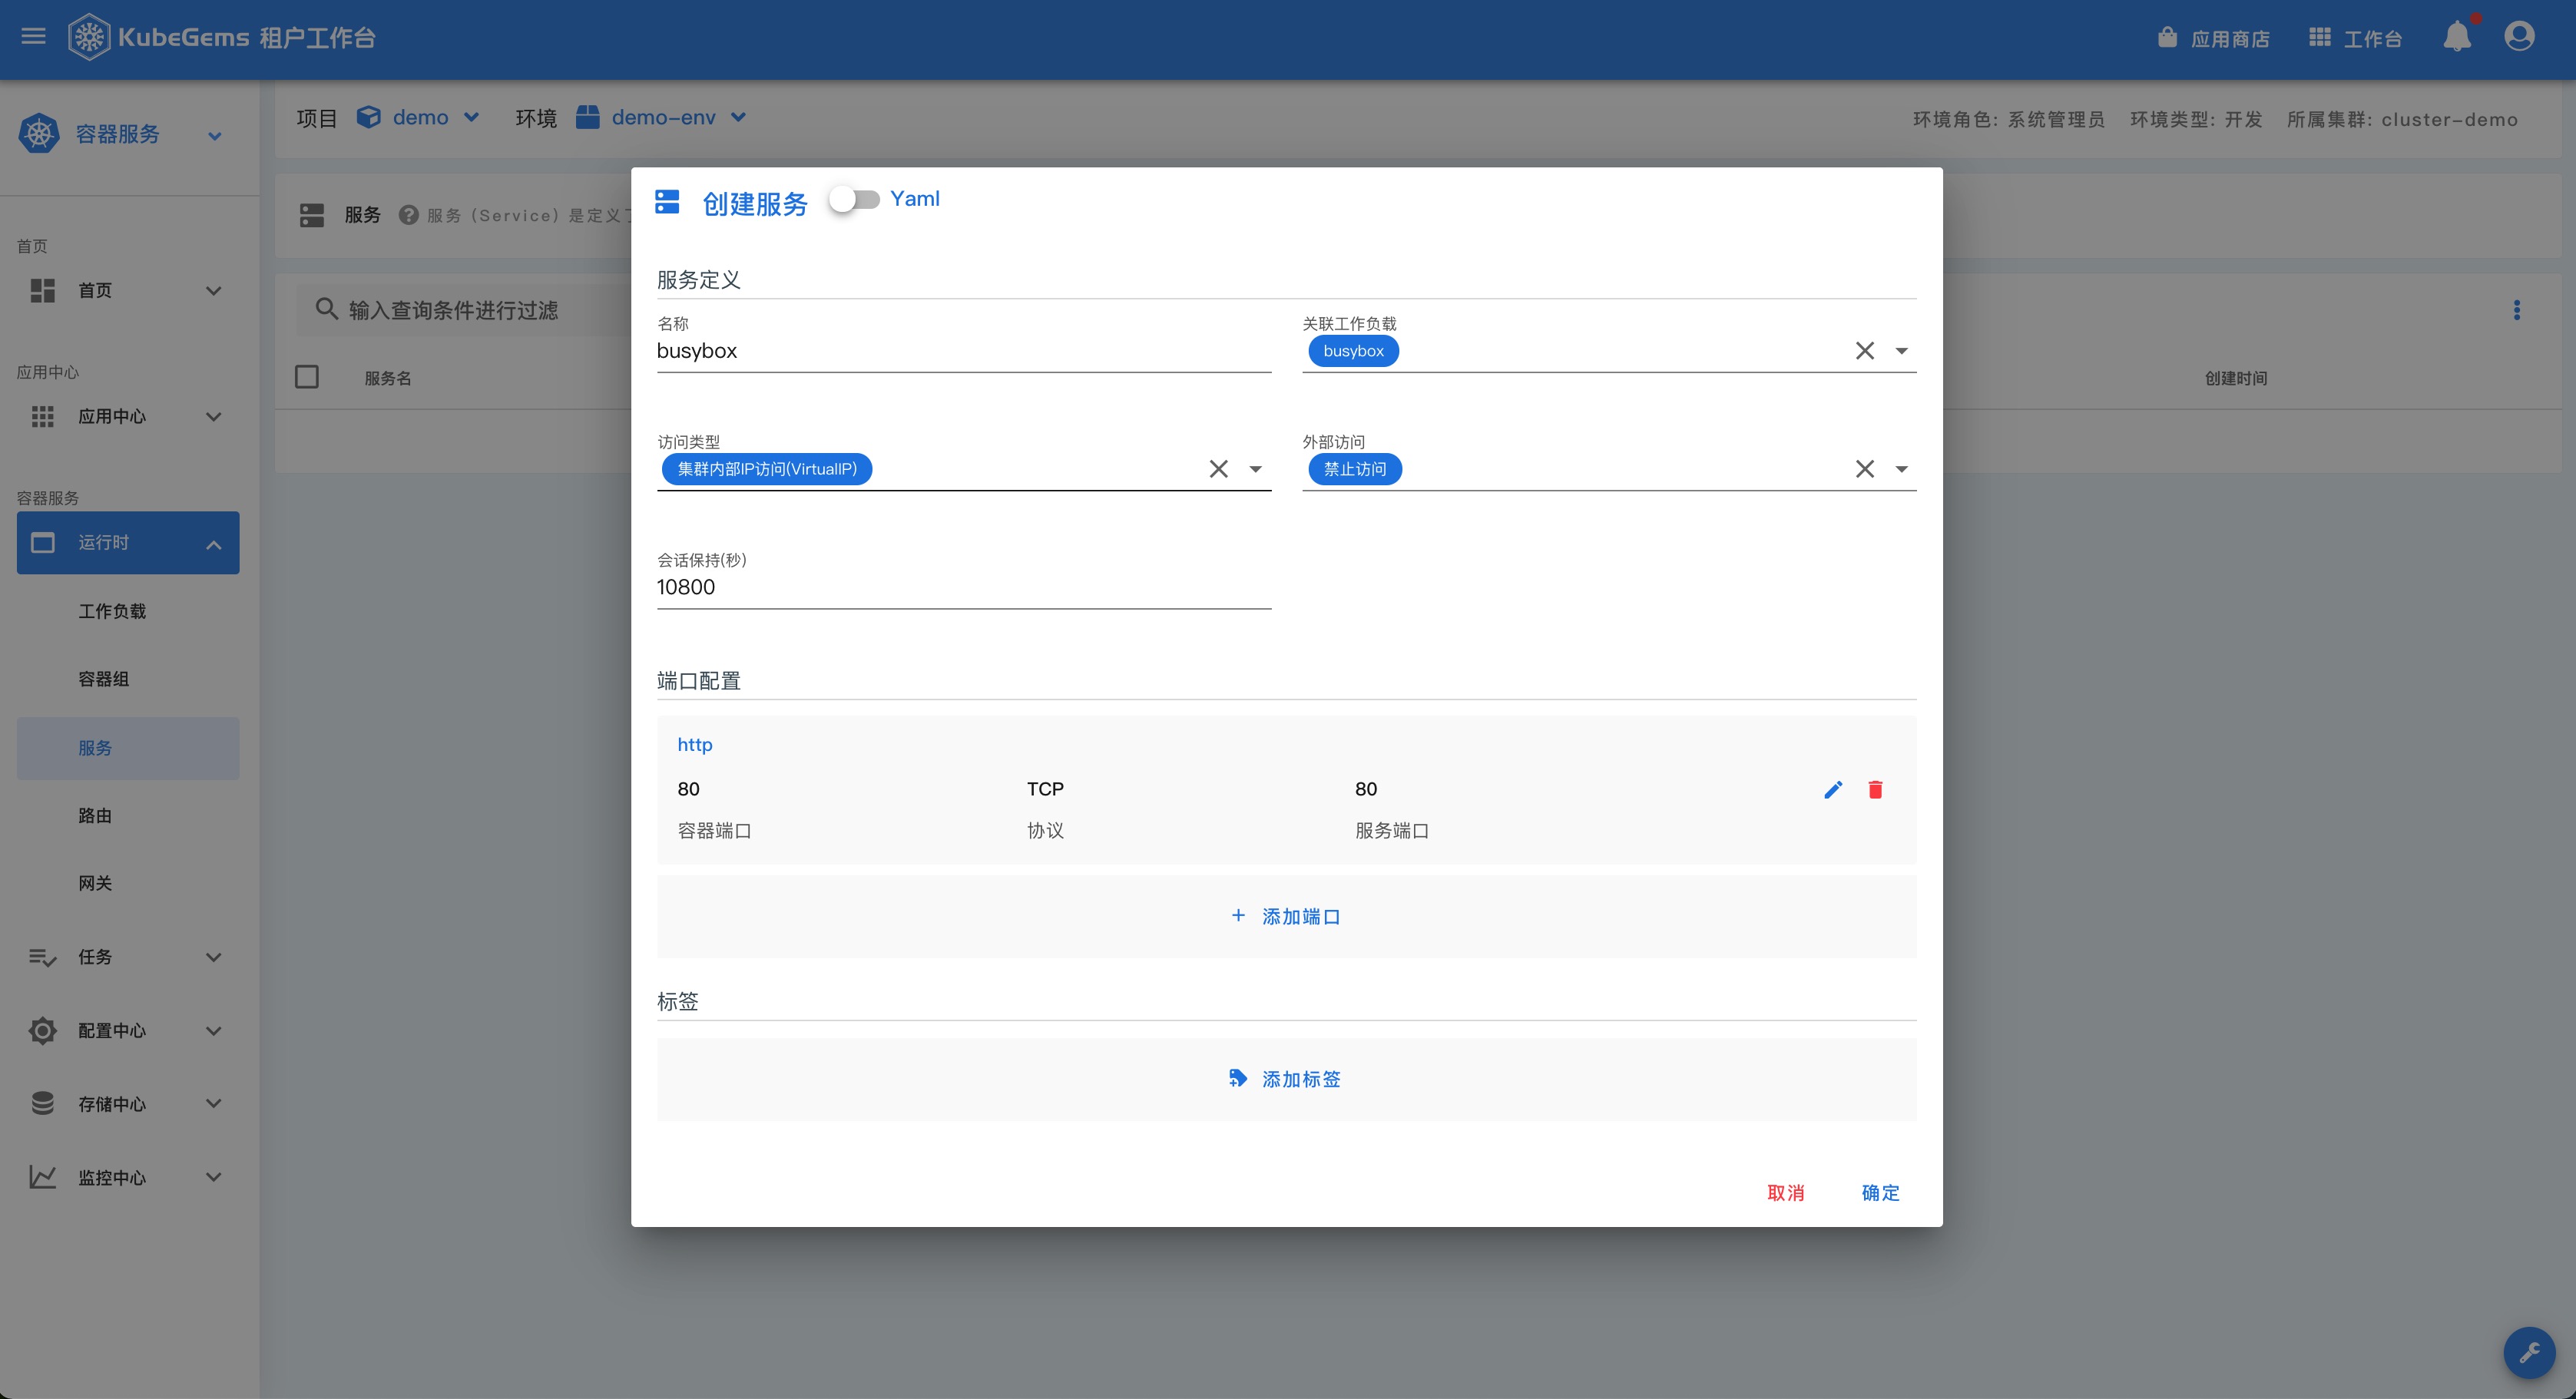 KubeGems 租户工作台
应用商店
工作台
容器服务
项目 demo 环境 demo-env
环境角色: 系统管理员 环境类型: 开发 所属集群: cluster-demo
服务 服务（Service）是定义了
输入查询条件进行过滤
服务名
创建时间
首页
首页
应用中心
应用中心
容器服务
运行时
工作负载
容器组
服务
路由
网关
任务
配置中心
存储中心
监控中心
创建服务 Yaml
服务定义
名称
busybox
关联工作负载
busybox
访问类型
集群内部IP访问(VirtualIP)
外部访问
禁止访问
会话保持(秒)
10800
端口配置
http
80 TCP 80
容器端口 协议 服务端口
+ 添加端口
标签
添加标签
取消 确定